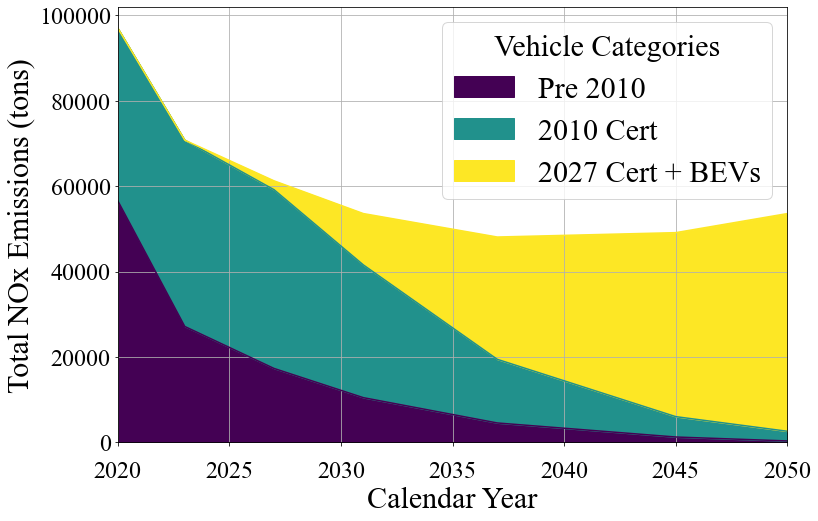 100000
80000
60000
40000
20000
0
Total NOx Emissions (tons)
Vehicle Categories
Pre 2010
2010 Cert
2027 Cert + BEVs
2020 2025 2030 2035 2040 2045 2050
Calendar Year